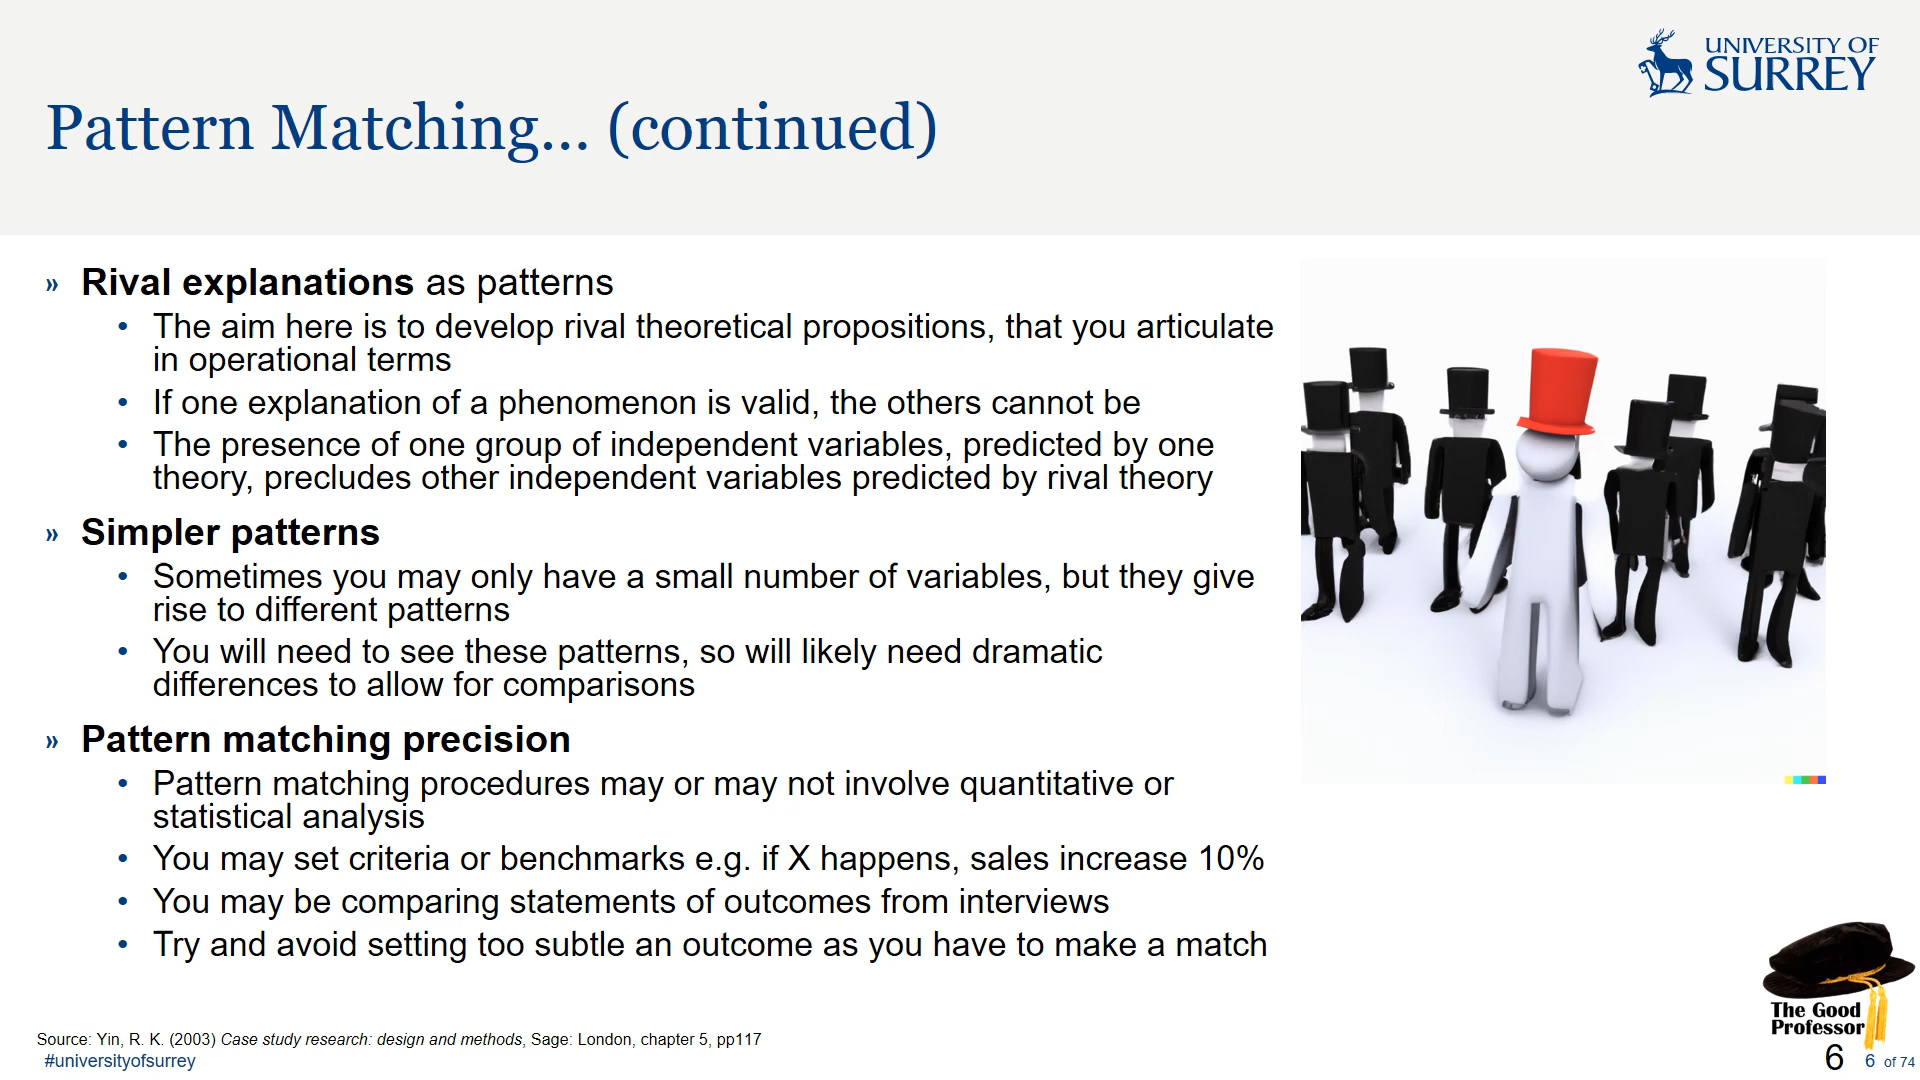 UNIVERSITY OF
SURREY
Pattern Matching... (continued)
» Rival explanations as patterns
• The aim here is to develop rival theoretical propositions, that you articulate
in operational terms
• If one explanation of a phenomenon is valid, the others cannot be
• The presence of one group of independent variables, predicted by one
theory, precludes other independent variables predicted by rival theory
» Simpler patterns
• Sometimes you may only have a small number of variables, but they give
rise to different patterns
• You will need to see these patterns, so will likely need dramatic
differences to allow for comparisons
» Pattern matching precision
• Pattern matching procedures may or may not involve quantitative or
statistical analysis
• You may set criteria or benchmarks e.g. if X happens, sales increase 10%
• You may be comparing statements of outcomes from interviews
• Try and avoid setting too subtle an outcome as you have to make a match
The Good
Professor
Source: Yin, R. K. (2003) Case study research: design and methods, Sage: London, chapter 5, pp117
#universityofsurrey
6 6 of 74